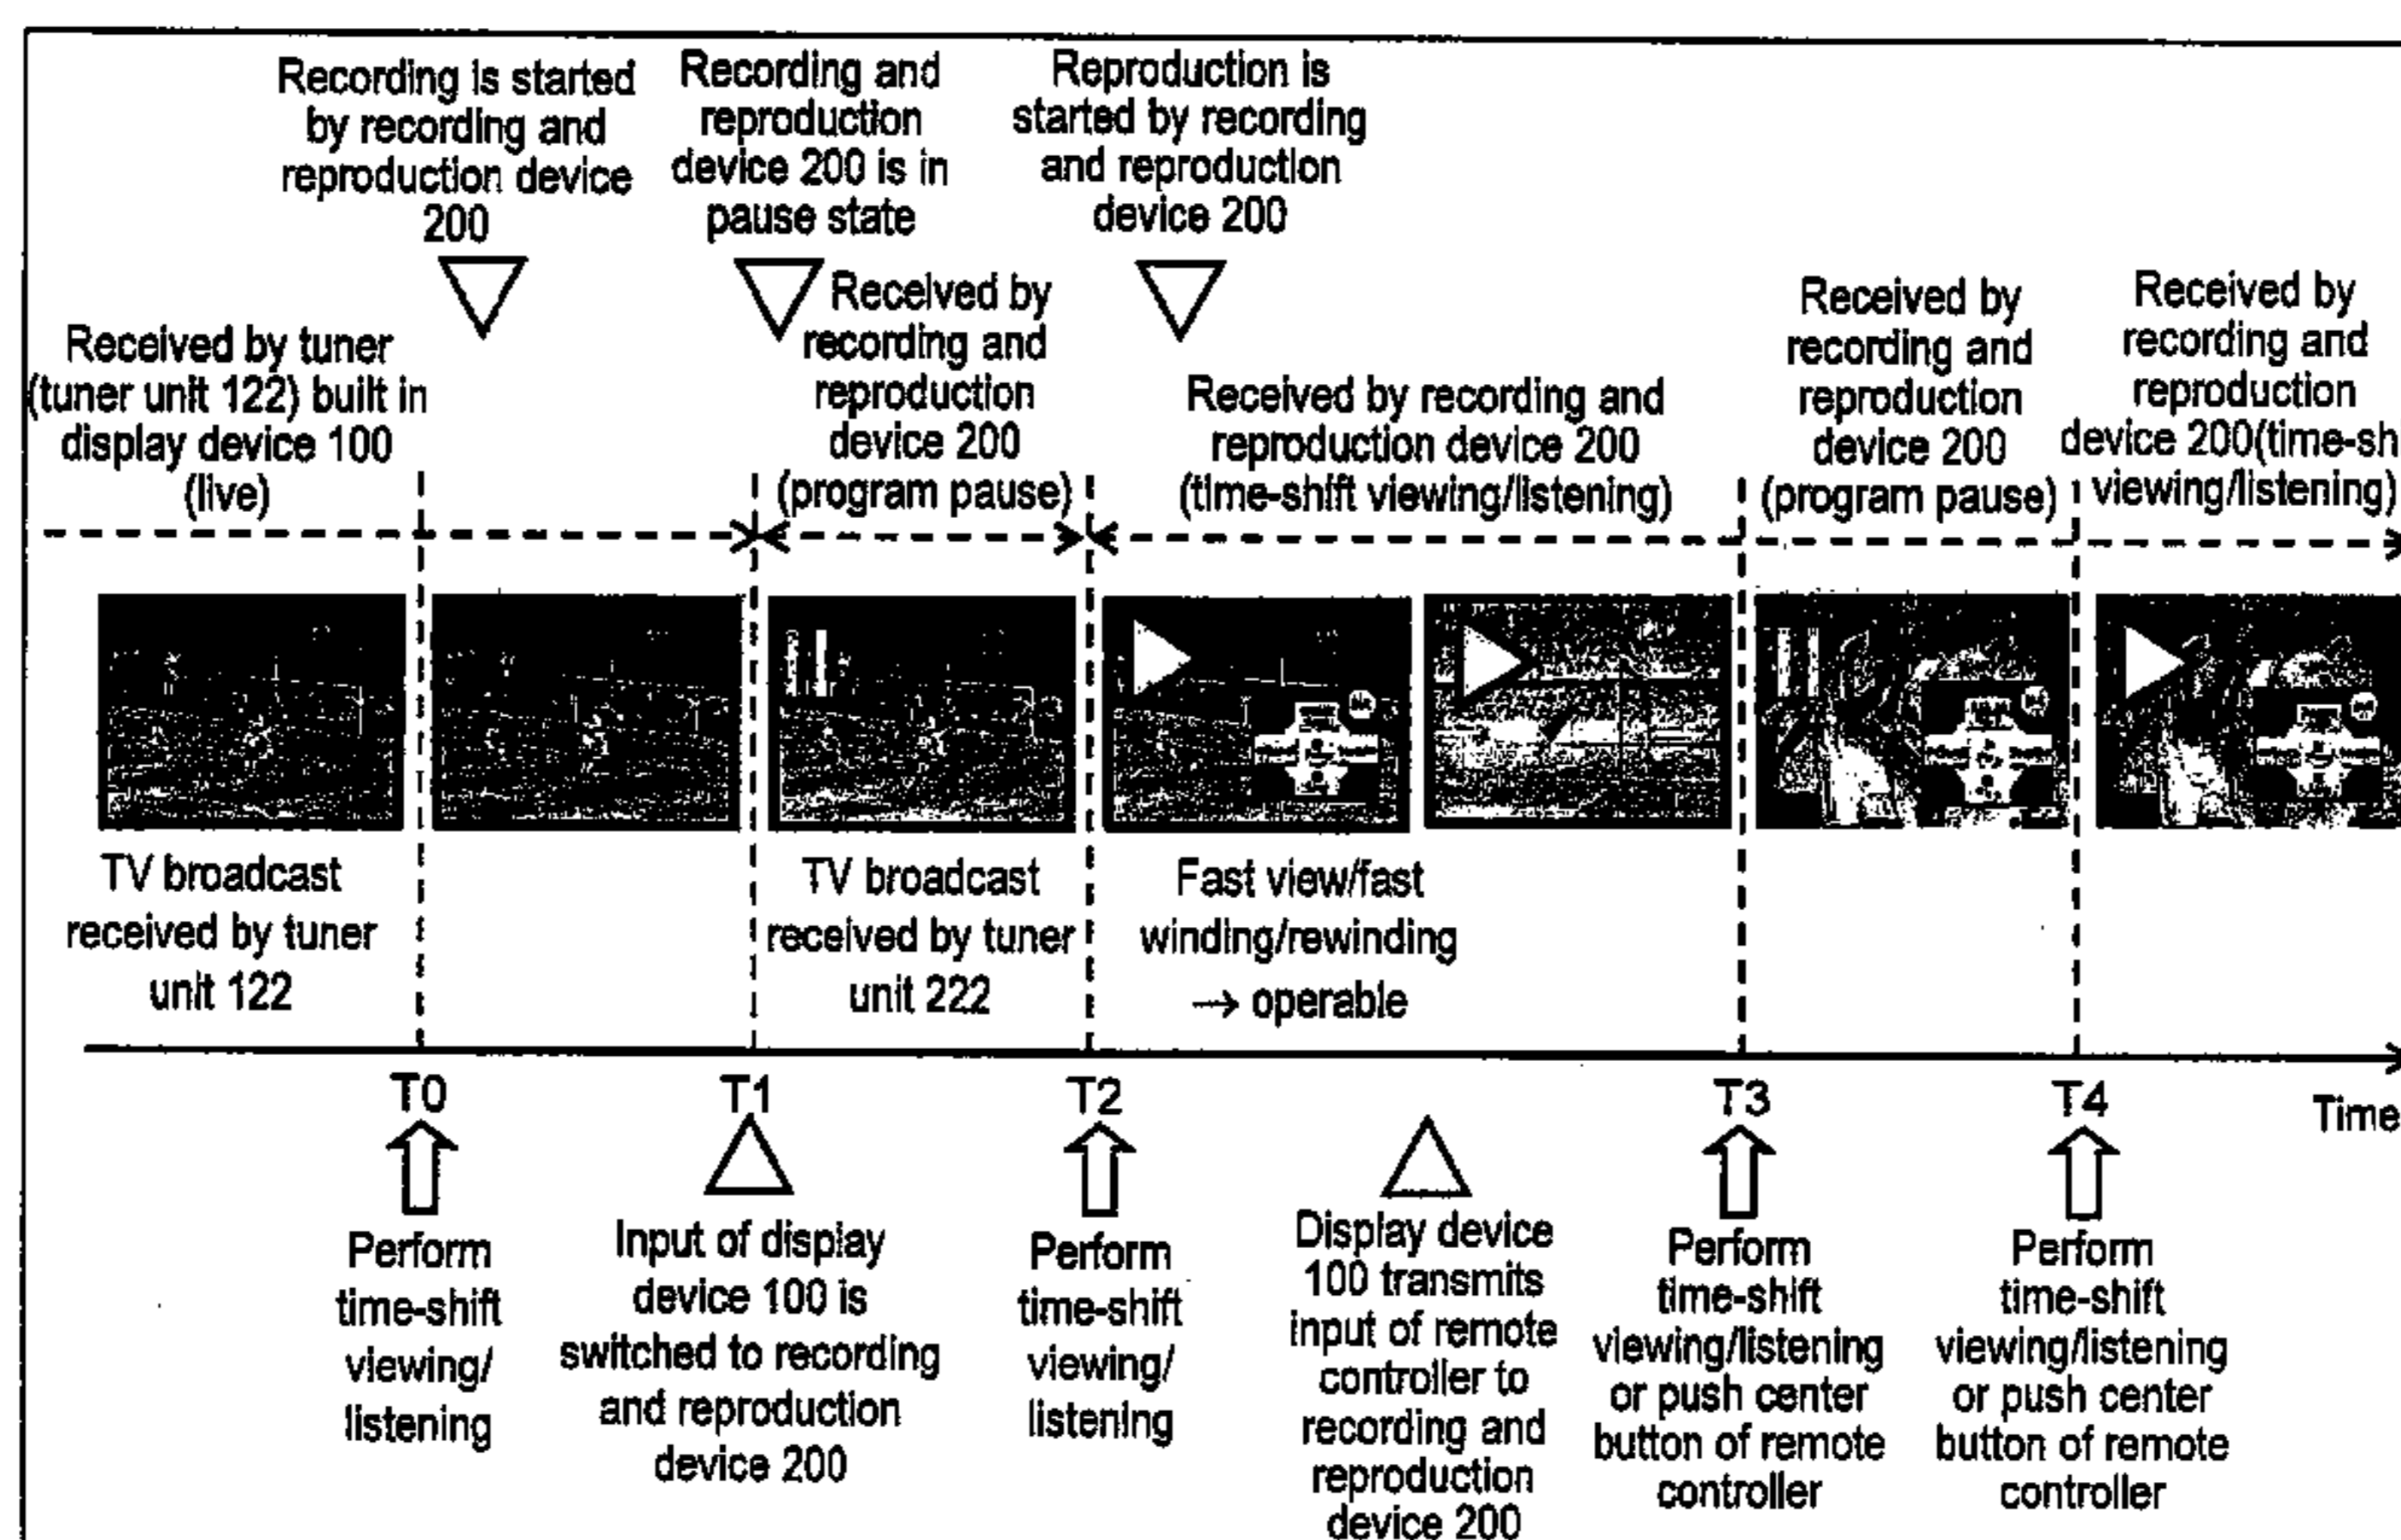 Recording is started
by recording and
reproduction device
200
Recording and
reproduction
device 200 is in
pause state
Reproduction is
started by recording
and reproduction
device 200
Received by tuner
(tuner unit 122) built in
display device 100
(live)
Received by
recording and
reproduction
device 200
(program pause)
Received by recording and
reproduction device 200
(time-shift viewing/listening)
Received by
recording and
reproduction
device 200
(program pause)
Received by
recording and
reproduction
viewing/listening)
TV broadcast
received by tuner
unit 122
TV broadcast
received by tuner
unit 222
Fast view/fast
winding/rewinding
→ operable
T0
T1
T2
T3
T4
Time
Perform
time-shift
viewing/
listening
Input of display
device 100 is
switched to recording
and reproduction
device 200
Perform
time-shift
viewing/
listening
Display device
100 transmits
input of remote
controller to
recording and
reproduction
device 200
Perform
time-shift
viewing/listening
or push center
button of remote
controller
Perform
time-shift
viewing/listening
or push center
button of remote
controller